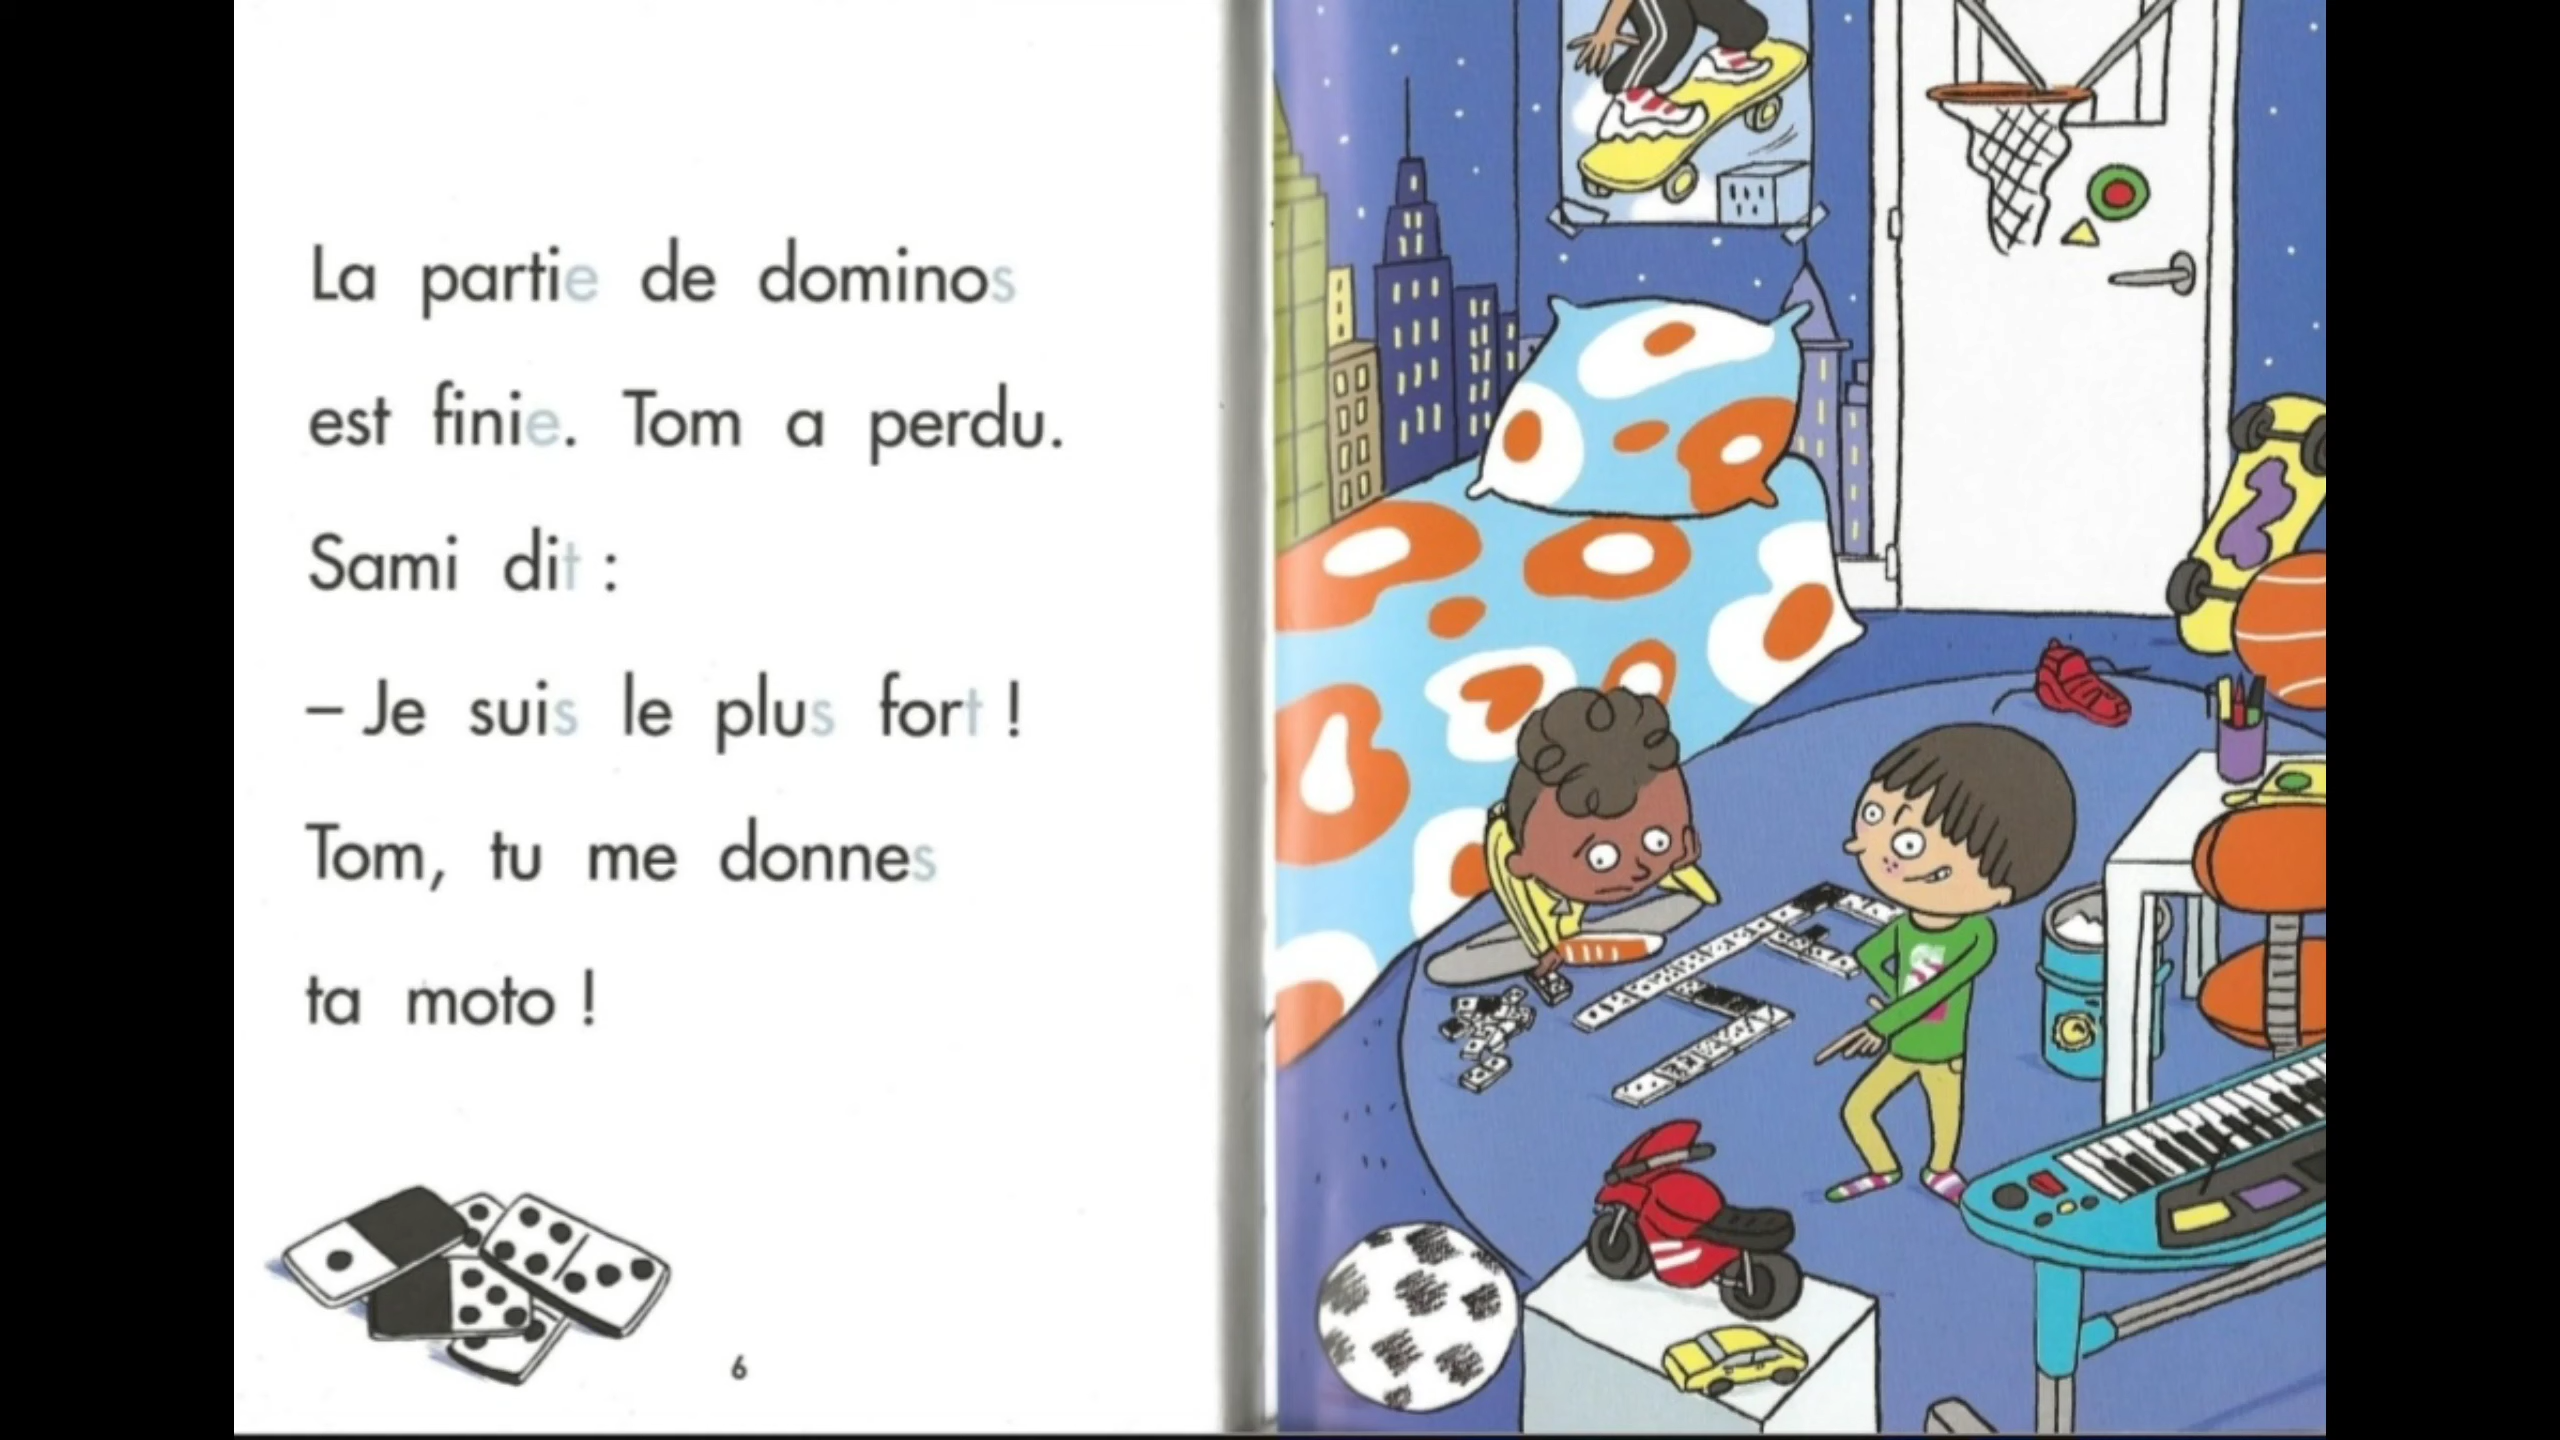 La partie de dominos
est finie. Tom a perdu.
Sami dit :
– Je suis le plus fort !
Tom, tu me donnes
ta moto !
6